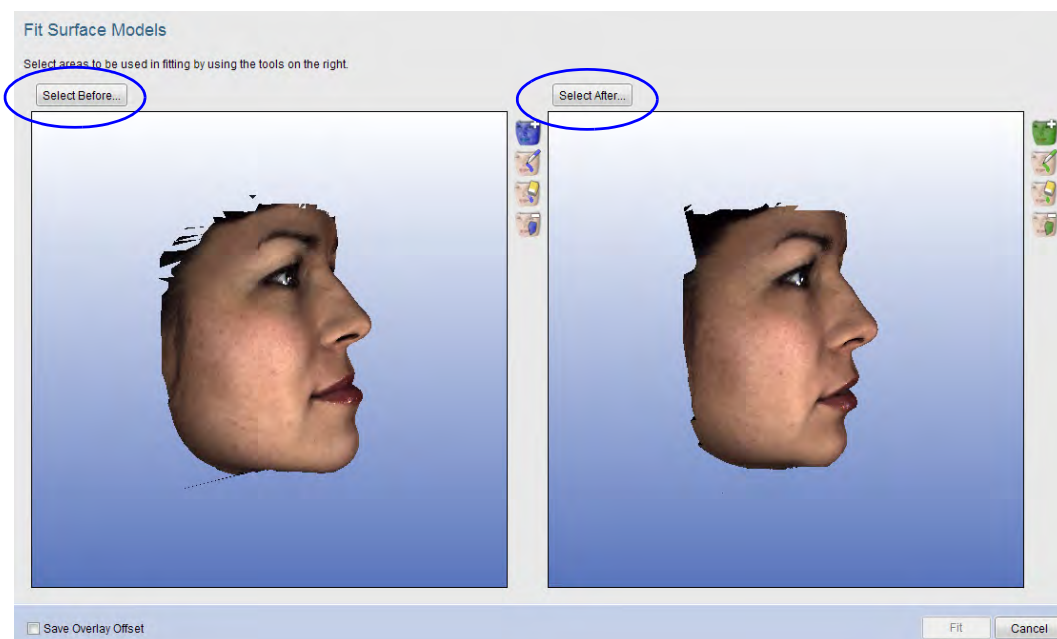 Fit Surface Models
Select areas to be used in fitting by using the tools on the right.
Select Before...
Select After...
Save Overlay Offset
Fit
Cancel